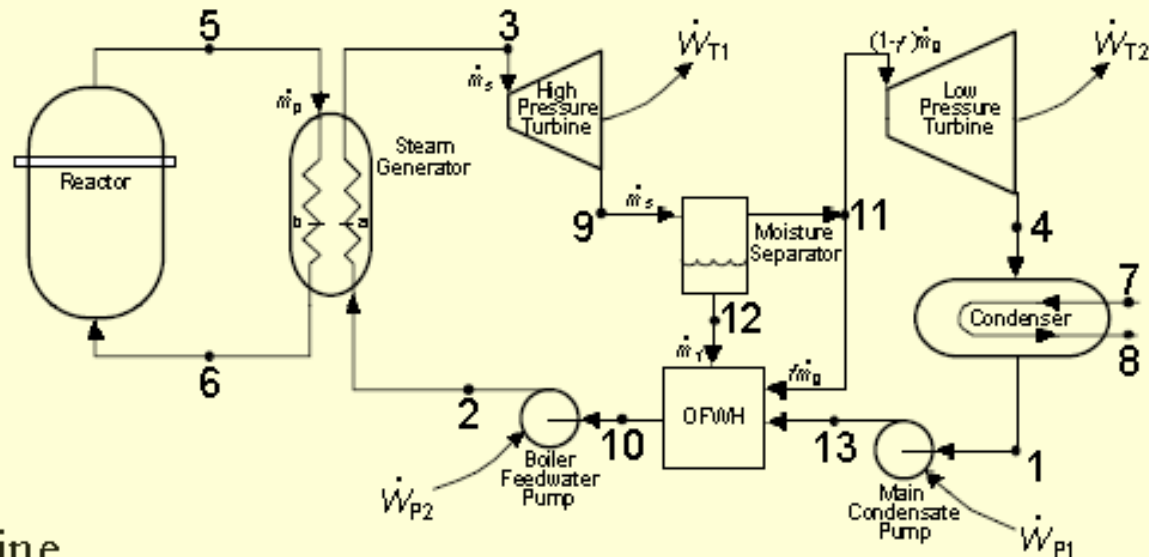 5
3
ṁp
ṁs
Reactor
Steam
Generator
b
a
High
Pressure
Turbine
ẆT1
(1-f)ṁg
Low
Pressure
Turbine
ẆT2
9
ṁs
11
Moisture
Separator
4
7
Condenser
8
12
ṁf
fṁg
6
2
10
OFWH
13
1
Boiler
Feedwater
Pump
ẆP2
Main
Condensate
Pump
ẆP1